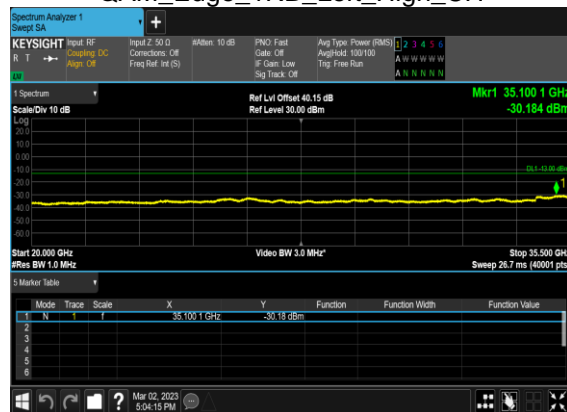 Spectrum Analyzer 1
Swept SA
+
KEYSIGHT Input: RF Input Z: 50 Ω #Atten: 10 dB PNO: Fast Avg Type: Power (RMS) 1 2 3 4 5 6
R T Coupling: DC Corrections: Off Gate: Off Avg|Hold: 100/100 A W W W W W
Align: Off Freq Ref: Int (S) IF Gain: Low Trig: Free Run
LW Sig Track: Off A N N N N N
1 Spectrum Ref Lvl Offset 40.15 dB Mkr1 35.100 1 GHz
Scale/Div 10 dB Ref Level 30.00 dBm -30.184 dBm
Log
20.0
10.0
0.00
-10.0 DL1 -13.00 dBm
-20.0 1
-30.0
-40.0
-50.0
-60.0
Start 20.000 GHz Video BW 3.0 MHz* Stop 35.500 GHz
#Res BW 1.0 MHz Sweep 26.7 ms (40001 pts)
5 Marker Table
Mode Trace Scale X Y Function Function Width Function Value
1 N 1 f 35.100 1 GHz -30.18 dBm
2
3
4
5
6
? Mar 02, 2023
5:04:15 PM